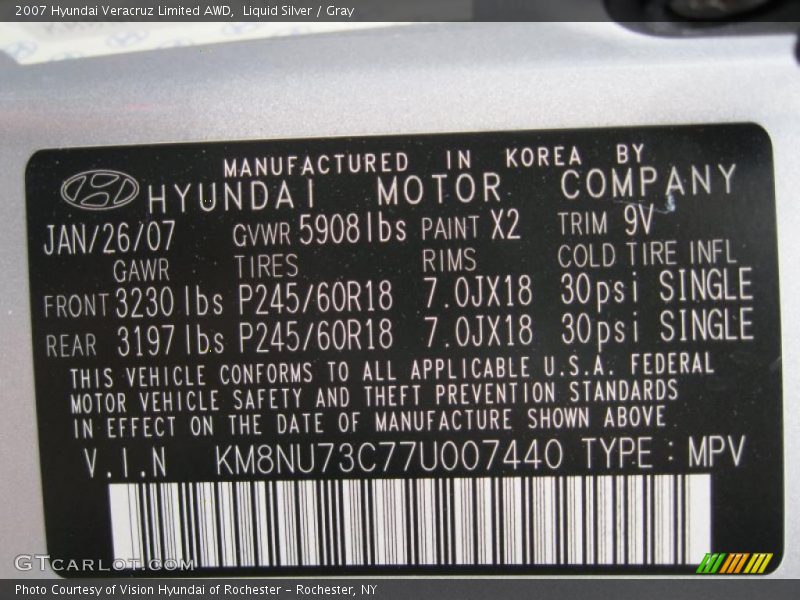 2007 Hyundai Veracruz Limited AWD, Liquid Silver / Gray
MANUFACTURED IN KOREA BY
HYUNDAI MOTOR COMPANY
JAN/26/07 GVWR 5908lbs PAINT X2 TRIM 9V
GAWR TIRES RIMS COLD TIRE INFL
FRONT 3230 lbs P245/60R18 7.0JX18 30psi SINGLE
REAR 3197 lbs P245/60R18 7.0JX18 30psi SINGLE
THIS VEHICLE CONFORMS TO ALL APPLICABLE U.S.A. FEDERAL
MOTOR VEHICLE SAFETY AND THEFT PREVENTION STANDARDS
IN EFFECT ON THE DATE OF MANUFACTURE SHOWN ABOVE
V.I.N KM8NU73C77U007440 TYPE : MPV
GTCARLOT.COM
Photo Courtesy of Vision Hyundai of Rochester - Rochester, NY